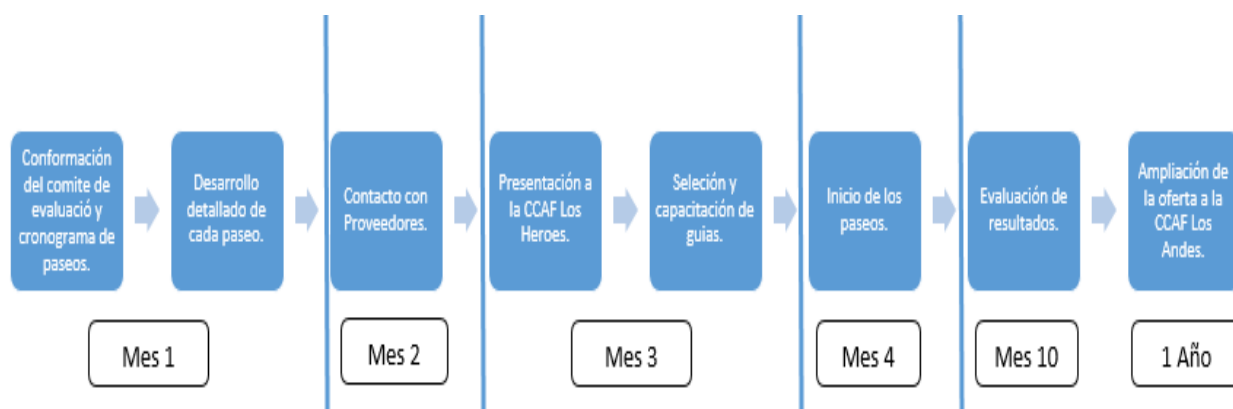 Conformación
del comite de
evaluació y
cronograma de
paseos.
Desarrollo
detallado de
cada paseo.
Contacto con
Proveedores.
Presentación a
la CCAF Los
Heroes.
Seleción y
capacitación de
guias.
Inicio de los
paseos.
Evaluación de
resultados.
Ampliación de
la oferta a la
CCAF Los
Andes.
Mes 1
Mes 2
Mes 3
Mes 4
Mes 10
1 Año